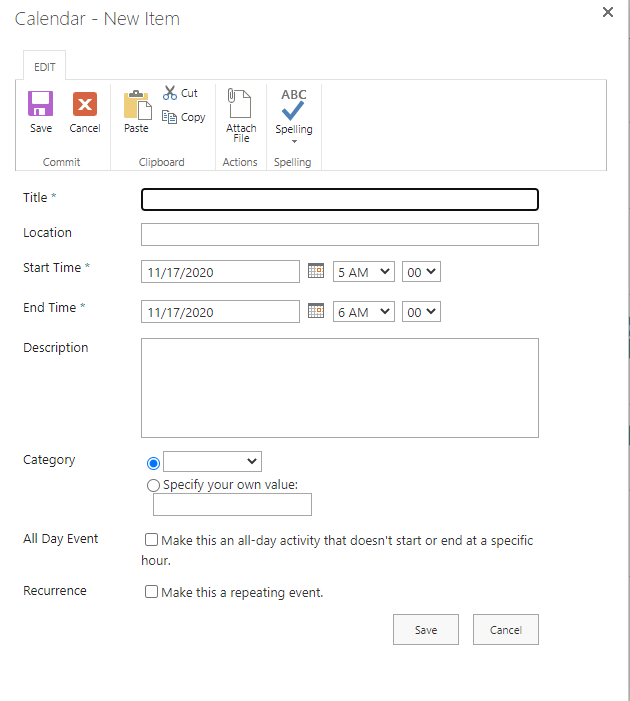 Calendar - New Item
EDIT
Save
Cancel
Paste
Cut
Copy
Attach File
ABC
Spelling
Commit
Clipboard
Actions
Spelling
Title *
Location
Start Time *
11/17/2020
5 AM
00
End Time *
11/17/2020
6 AM
00
Description
Category
Specify your own value:
All Day Event
Make this an all-day activity that doesn't start or end at a specific
hour.
Recurrence
Make this a repeating event.
Save
Cancel